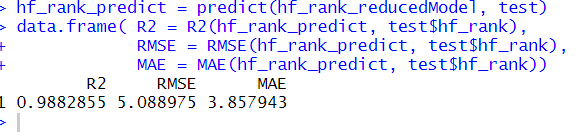 > hf_rank_predict = predict(hf_rank_reducedModel, test)
> data.frame( R2 = R2(hf_rank_predict, test$hf_rank),
+             RMSE = RMSE(hf_rank_predict, test$hf_rank),
+             MAE = MAE(hf_rank_predict, test$hf_rank))
         R2     RMSE      MAE
1 0.9882855 5.088975 3.857943
>